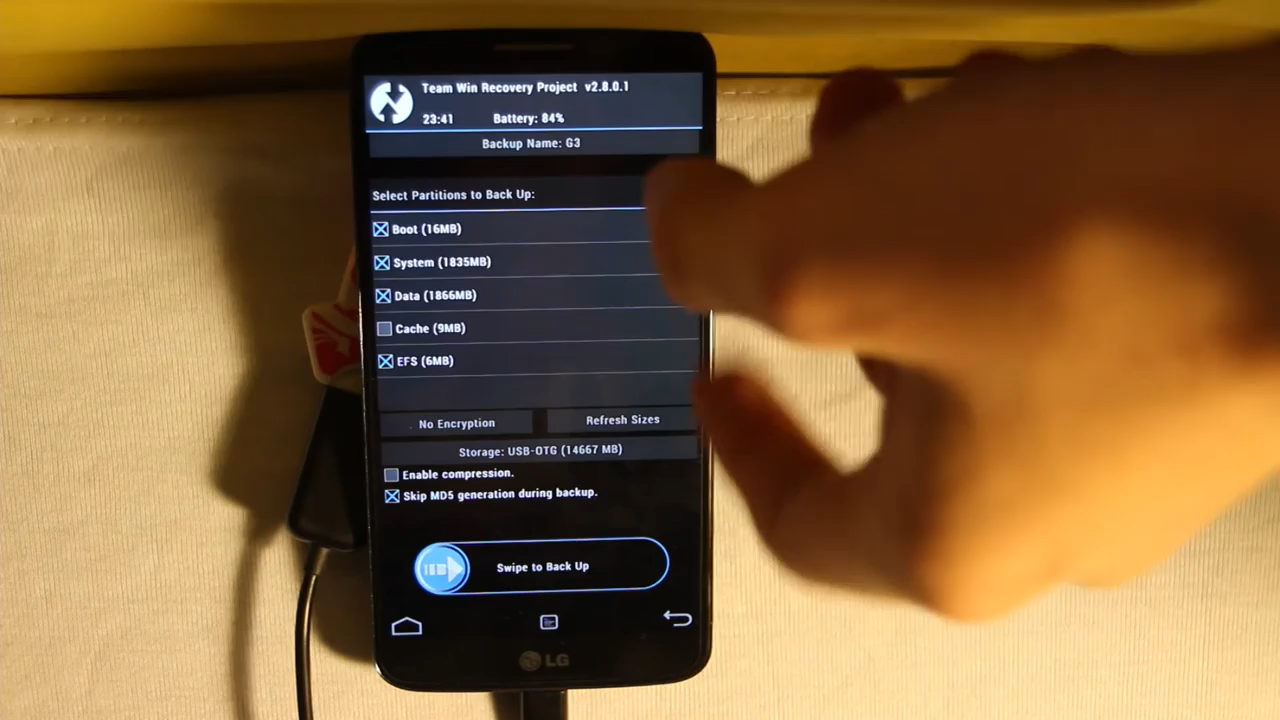 Team Win Recovery Project v2.8.0.1
23:41 Battery: 84%
Backup Name: G3
Select Partitions to Back Up:
Boot (16MB)
System (1835MB)
Data (1866MB)
Cache (9MB)
EFS (6MB)
No Encryption Refresh Sizes
Storage: USB-OTG (14667 MB)
Enable compression.
Skip MD5 generation during backup.
Swipe to Back Up
LG